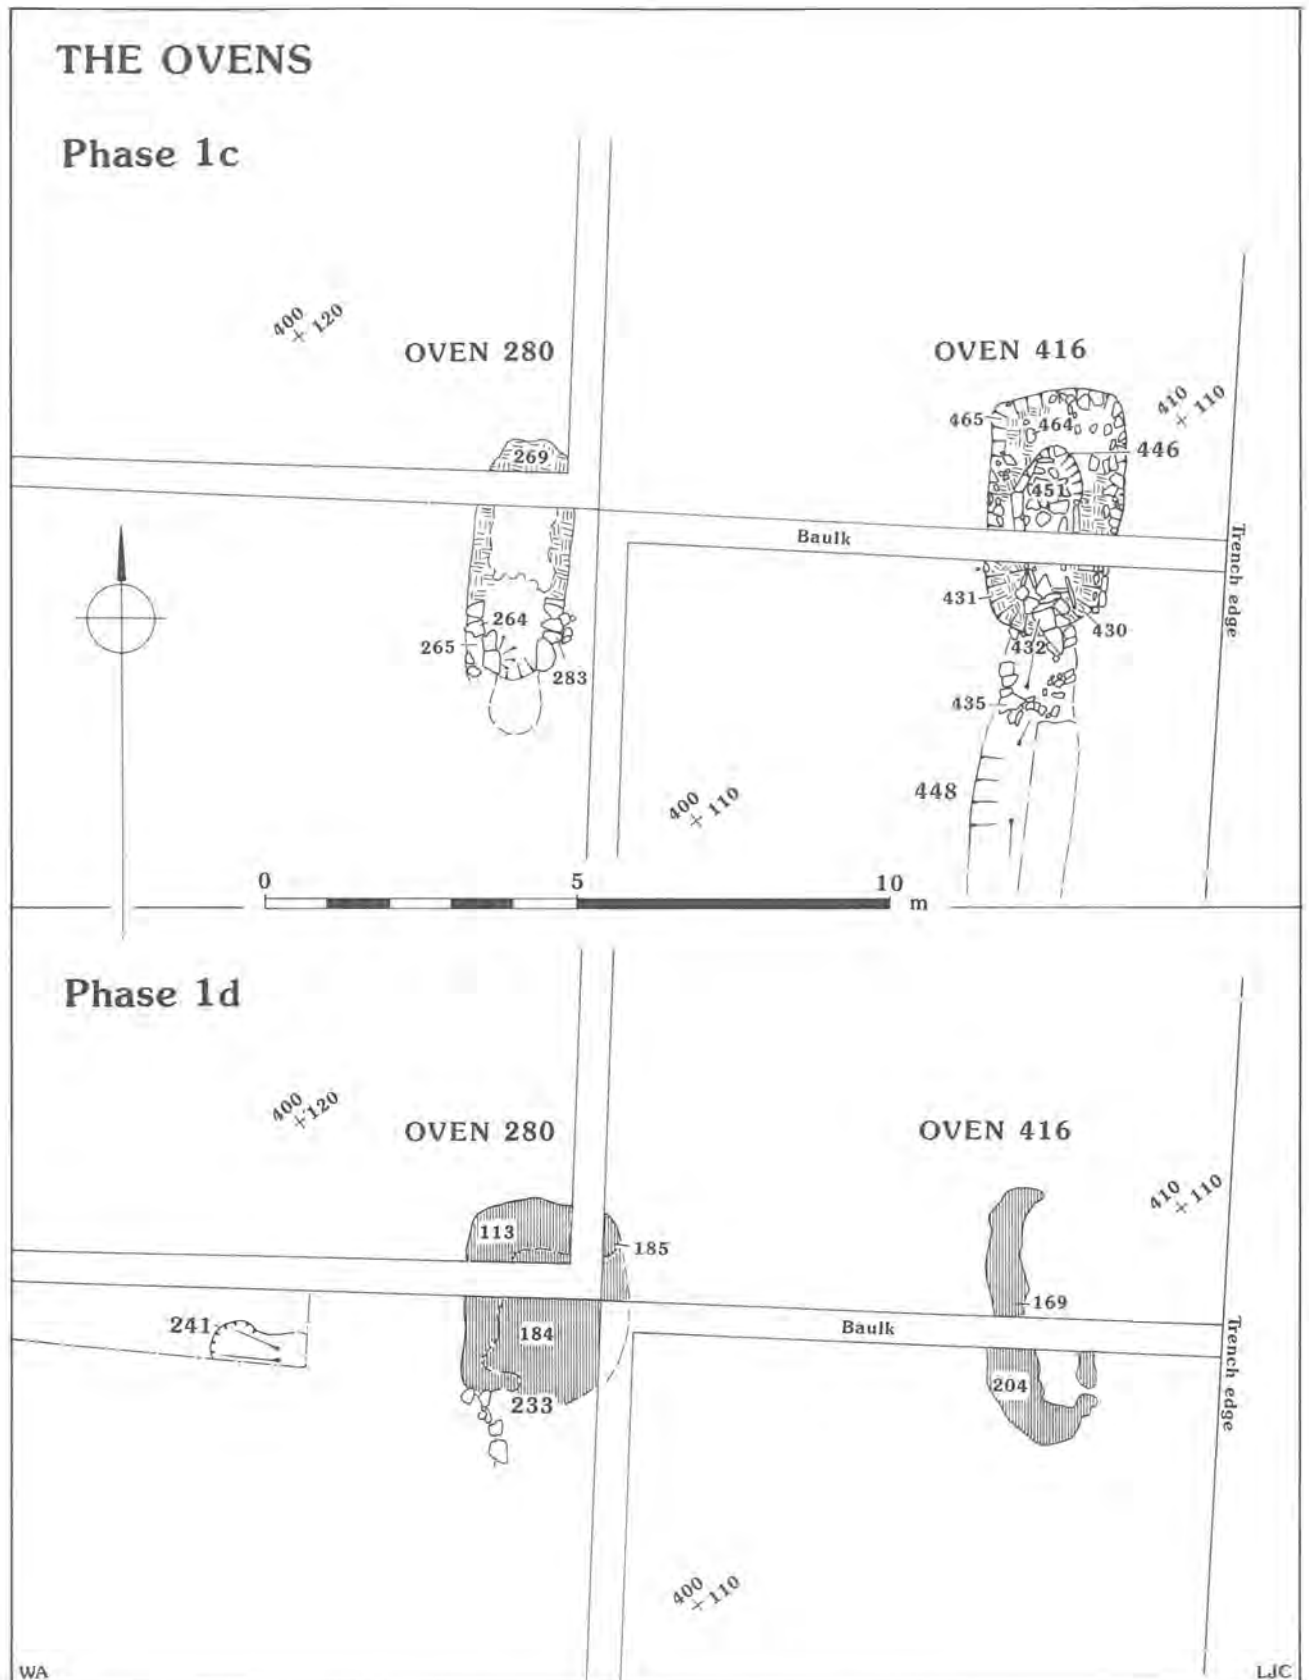 THE OVENS
Phase 1c
400
+ 120
OVEN 280
OVEN 416
410
+ 110
465
464
446
269
451
Baulk
Trench edge
431
430
264
265
432
283
435
448
400
+ 110
0 5 10
m
Phase 1d
400
+ 120
OVEN 280
OVEN 416
410
+ 110
113
185
169
241
184
Baulk
Trench edge
204
233
400
+ 110
WA
LJC